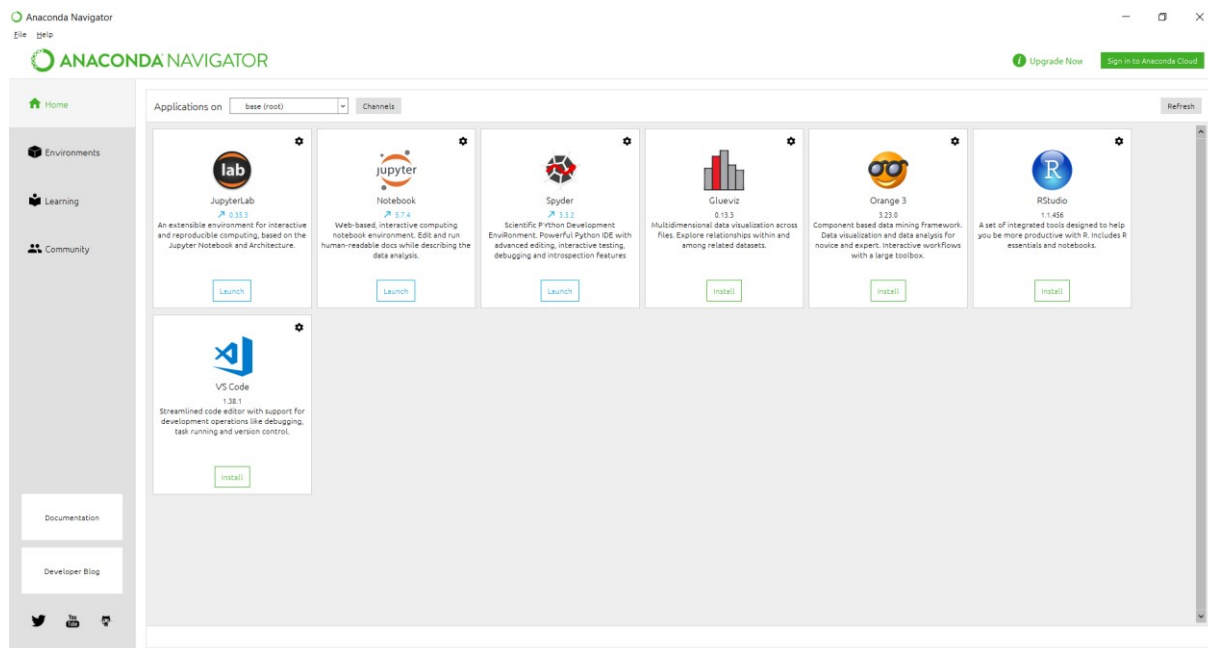 Anaconda Navigator
File Help
ANACONDA NAVIGATOR
i Upgrade Now
Sign in to Anaconda Cloud
Home
Environments
Learning
Community
Documentation
Developer Blog
You Tube
Applications on base (root) Channels Refresh
lab
JupyterLab
0.35.3
An extensible environment for interactive
and reproducible computing, based on the
Jupyter Notebook and Architecture.
Launch
jupyter
Notebook
5.7.4
Web-based, interactive computing
notebook environment. Edit and run
human-readable docs while describing the
data analysis.
Launch
Spyder
3.3.2
Scientific PYthon Development
EnviRonment. Powerful Python IDE with
advanced editing, interactive testing,
debugging and introspection features
Launch
Glueviz
0.13.3
Multidimensional data visualization across
files. Explore relationships within and
among related datasets.
Install
Orange 3
3.23.0
Component based data mining framework.
Data visualization and data analysis for
novice and expert. Interactive workflows
with a large toolbox.
Install
R
RStudio
1.1.456
A set of integrated tools designed to help
you be more productive with R. Includes R
essentials and notebooks.
Install
VS Code
1.38.1
Streamlined code editor with support for
development operations like debugging,
task running and version control.
Install